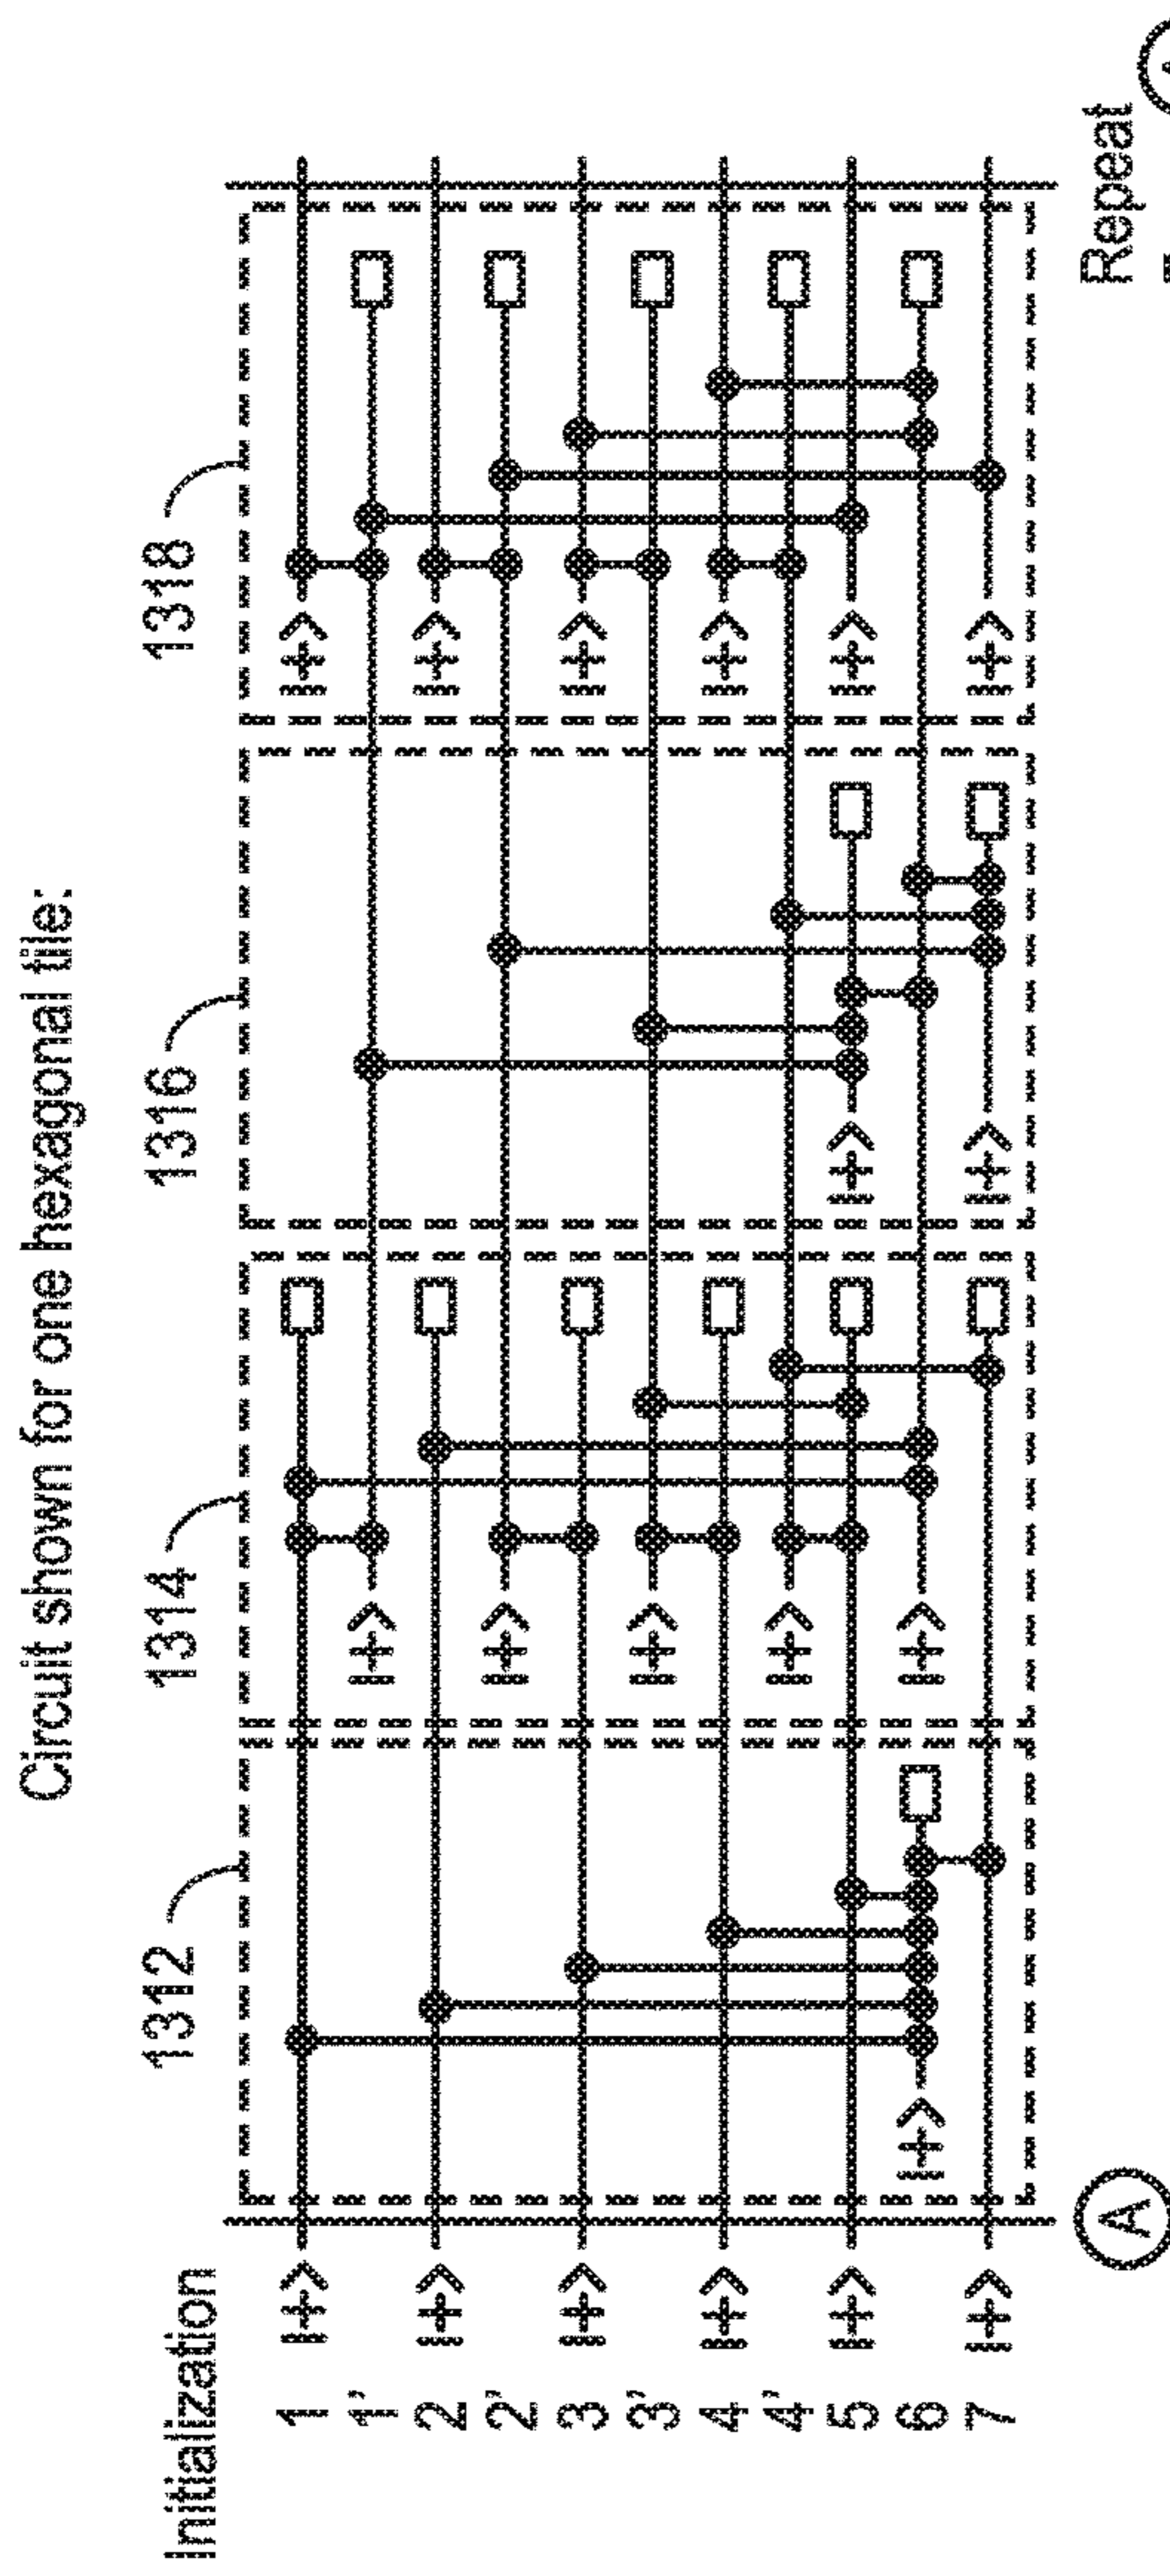 Circuit shown for one hexagonal tile:
1312
1314
1316
1318
Initialization
1 |+> |+>
1' |+>
2 |+> |+>
2' |+>
3 |+> |+>
3' |+>
4 |+> |+>
4' |+>
5 |+> |+> |+>
6 |+> |+>
7 |+> |+> |+>
A
Repeat